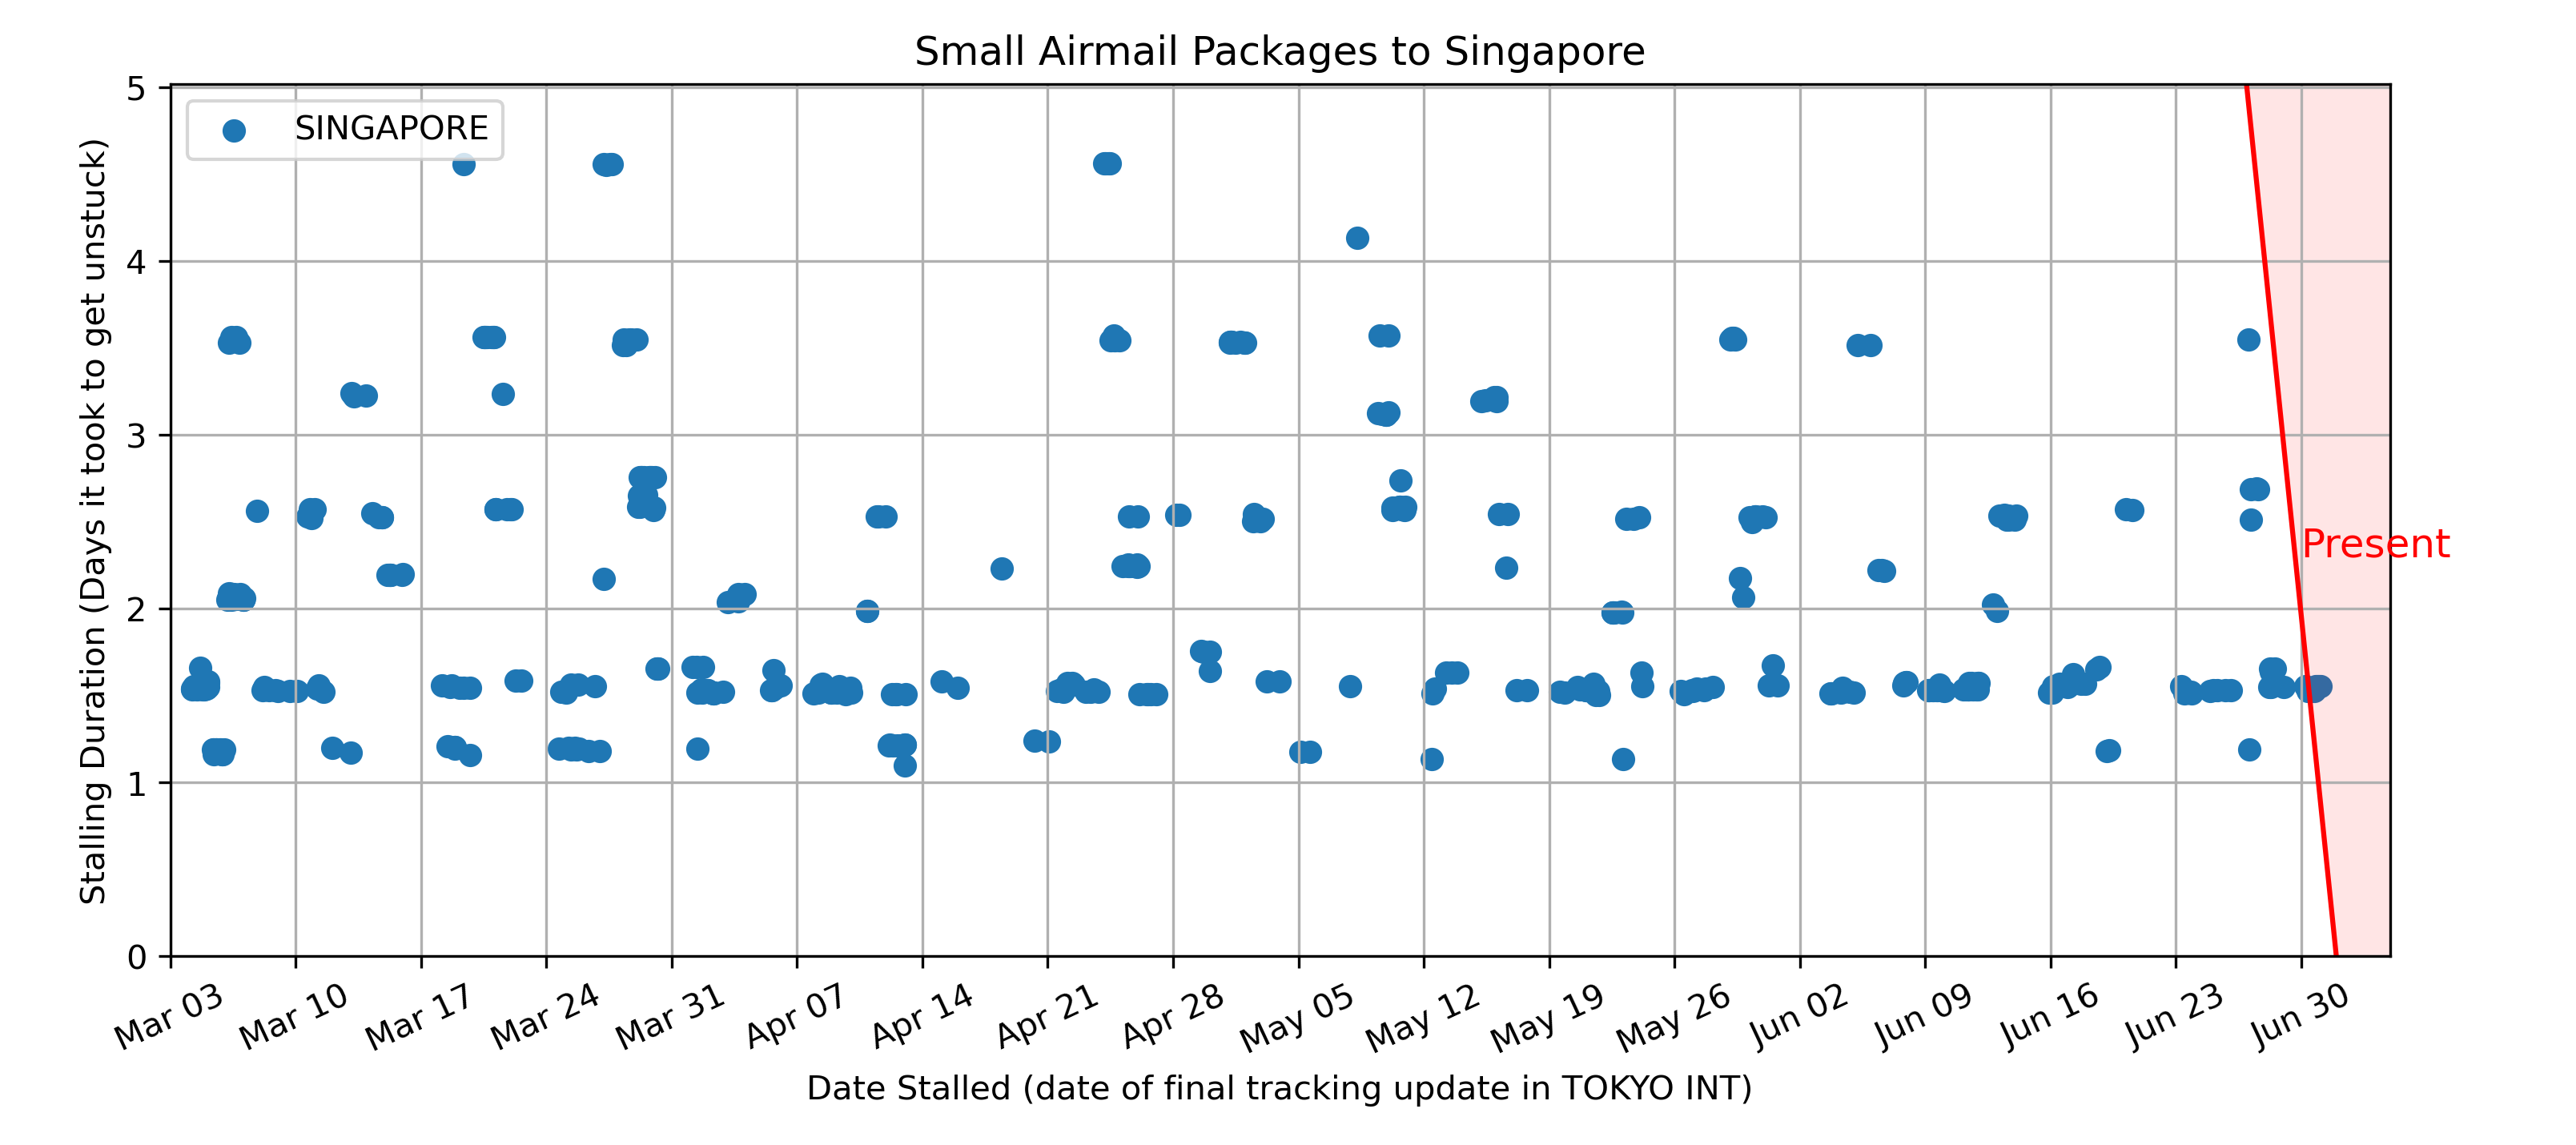 Small Airmail Packages to Singapore
SINGAPORE
Stalling Duration (Days it took to get unstuck)
5
4
3
2
1
0
Present
Mar 03
Mar 10
Mar 17
Mar 24
Mar 31
Apr 07
Apr 14
Apr 21
Apr 28
May 05
May 12
May 19
May 26
Jun 02
Jun 09
Jun 16
Jun 23
Jun 30
Date Stalled (date of final tracking update in TOKYO INT)